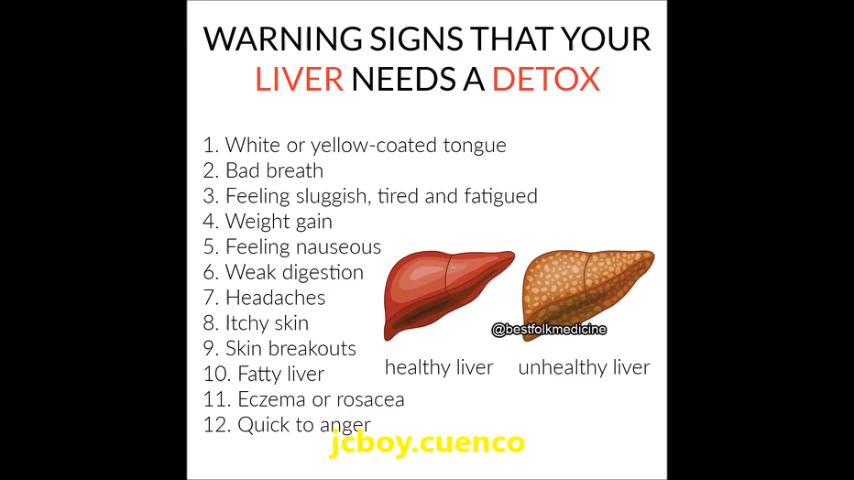 WARNING SIGNS THAT YOUR
LIVER NEEDS A DETOX
1. White or yellow-coated tongue
2. Bad breath
3. Feeling sluggish, tired and fatigued
4. Weight gain
5. Feeling nauseous
6. Weak digestion
7. Headaches
8. Itchy skin
9. Skin breakouts
10. Fatty liver
11. Eczema or rosacea
12. Quick to anger
@bestfolkmedicine
healthy liver
unhealthy liver
jcboy.cuenco